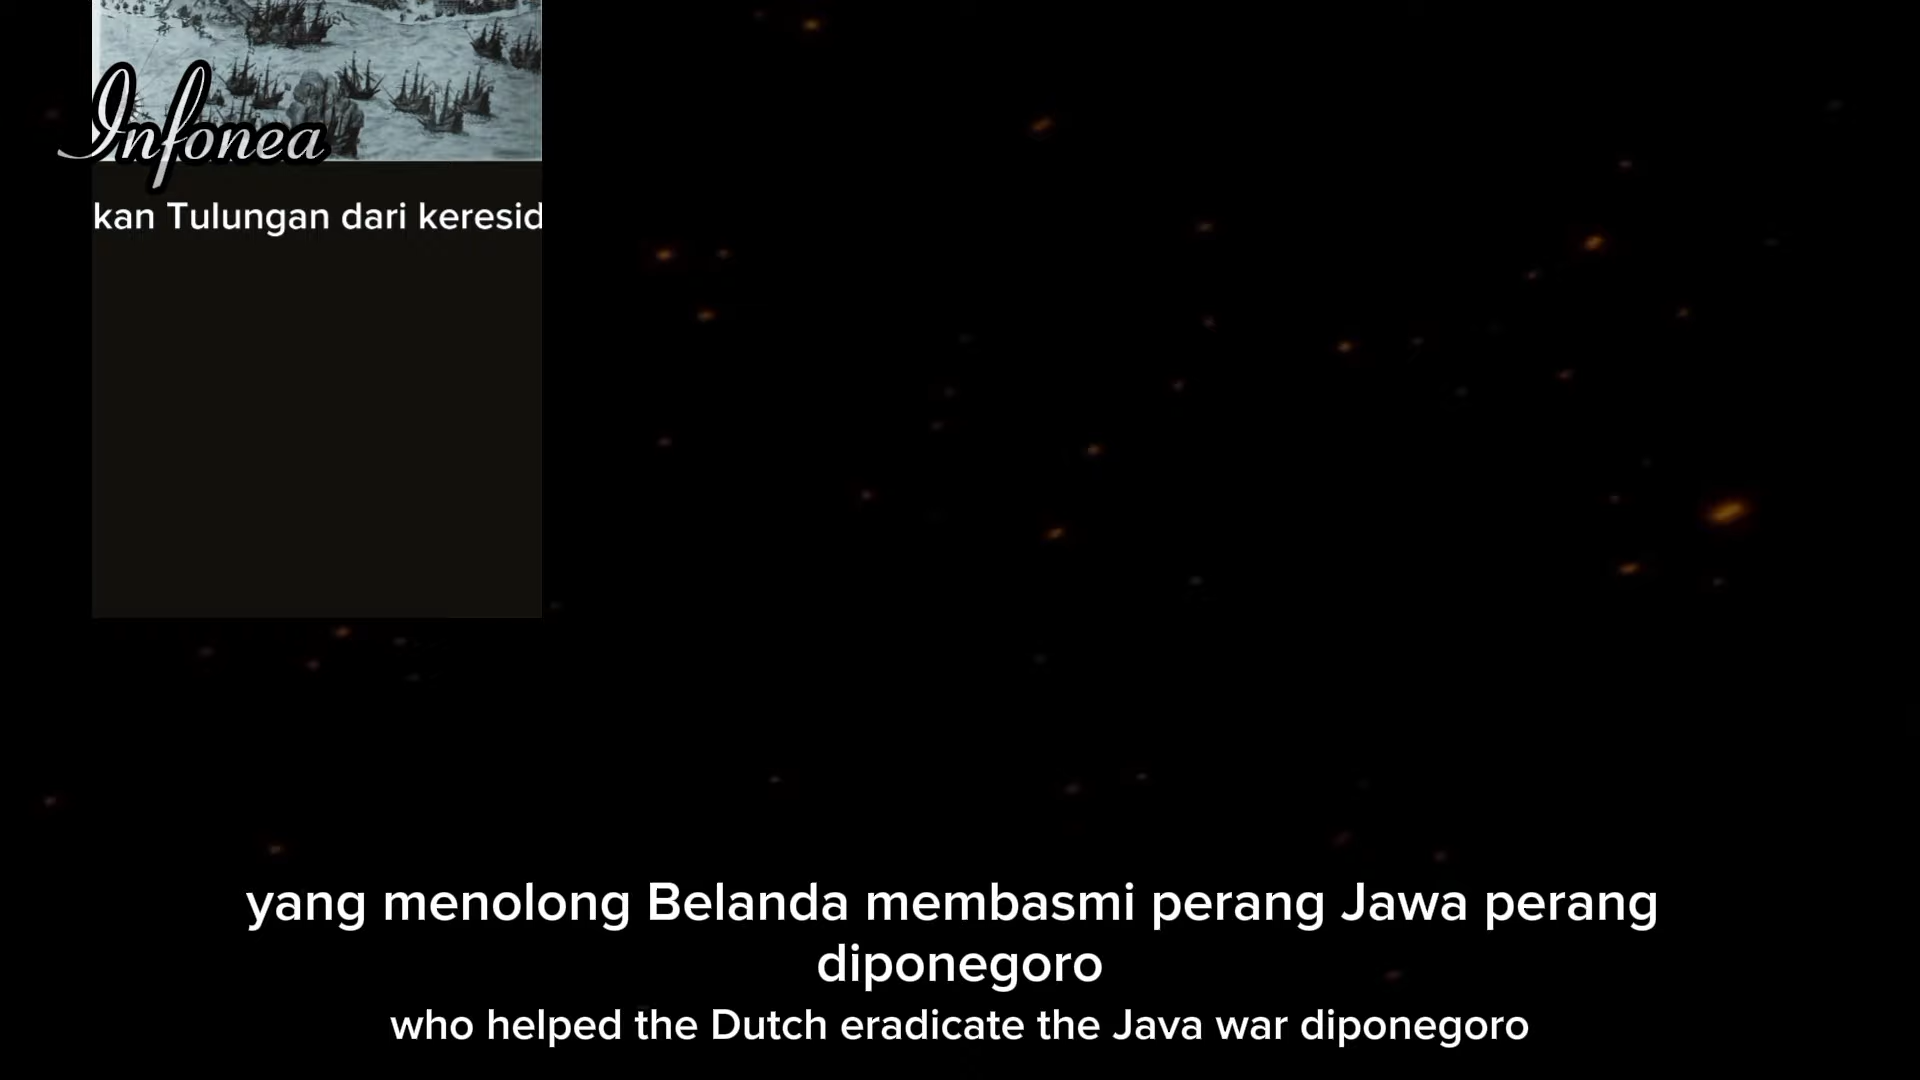 Infonea
kan Tulungan dari keresid
yang menolong Belanda membasmi perang Jawa perang
diponegoro
who helped the Dutch eradicate the Java war diponegoro